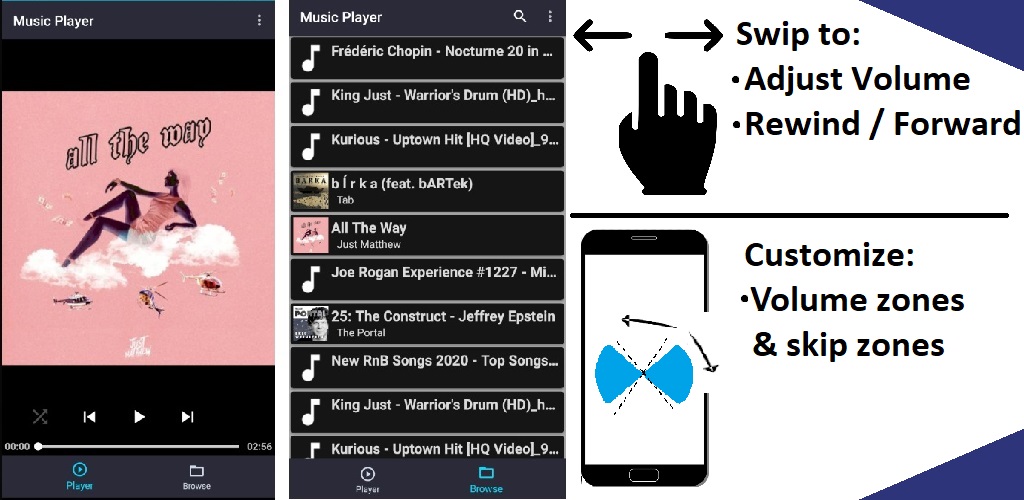 Music Player
all the way
JUST
MATTHEW
00:00
02:56
Player
Browse
Music Player
Frédéric Chopin - Nocturne 20 in ...
King Just - Warrior's Drum (HD)_h...
Kurious - Uptown Hit [HQ Video]_9...
BARKA
b Í r k a (feat. bARTek)
Tab
All The Way
Just Matthew
Joe Rogan Experience #1227 - Mi...
PORTAL
25: The Construct - Jeffrey Epstein
The Portal
New RnB Songs 2020 - Top Songs...
King Just - Warrior's Drum (HD)_h...
Kurious - Uptown Hit [HQ Video]_9...
Player
Browse
Swip to:
·Adjust Volume
·Rewind / Forward
Customize:
·Volume zones
& skip zones